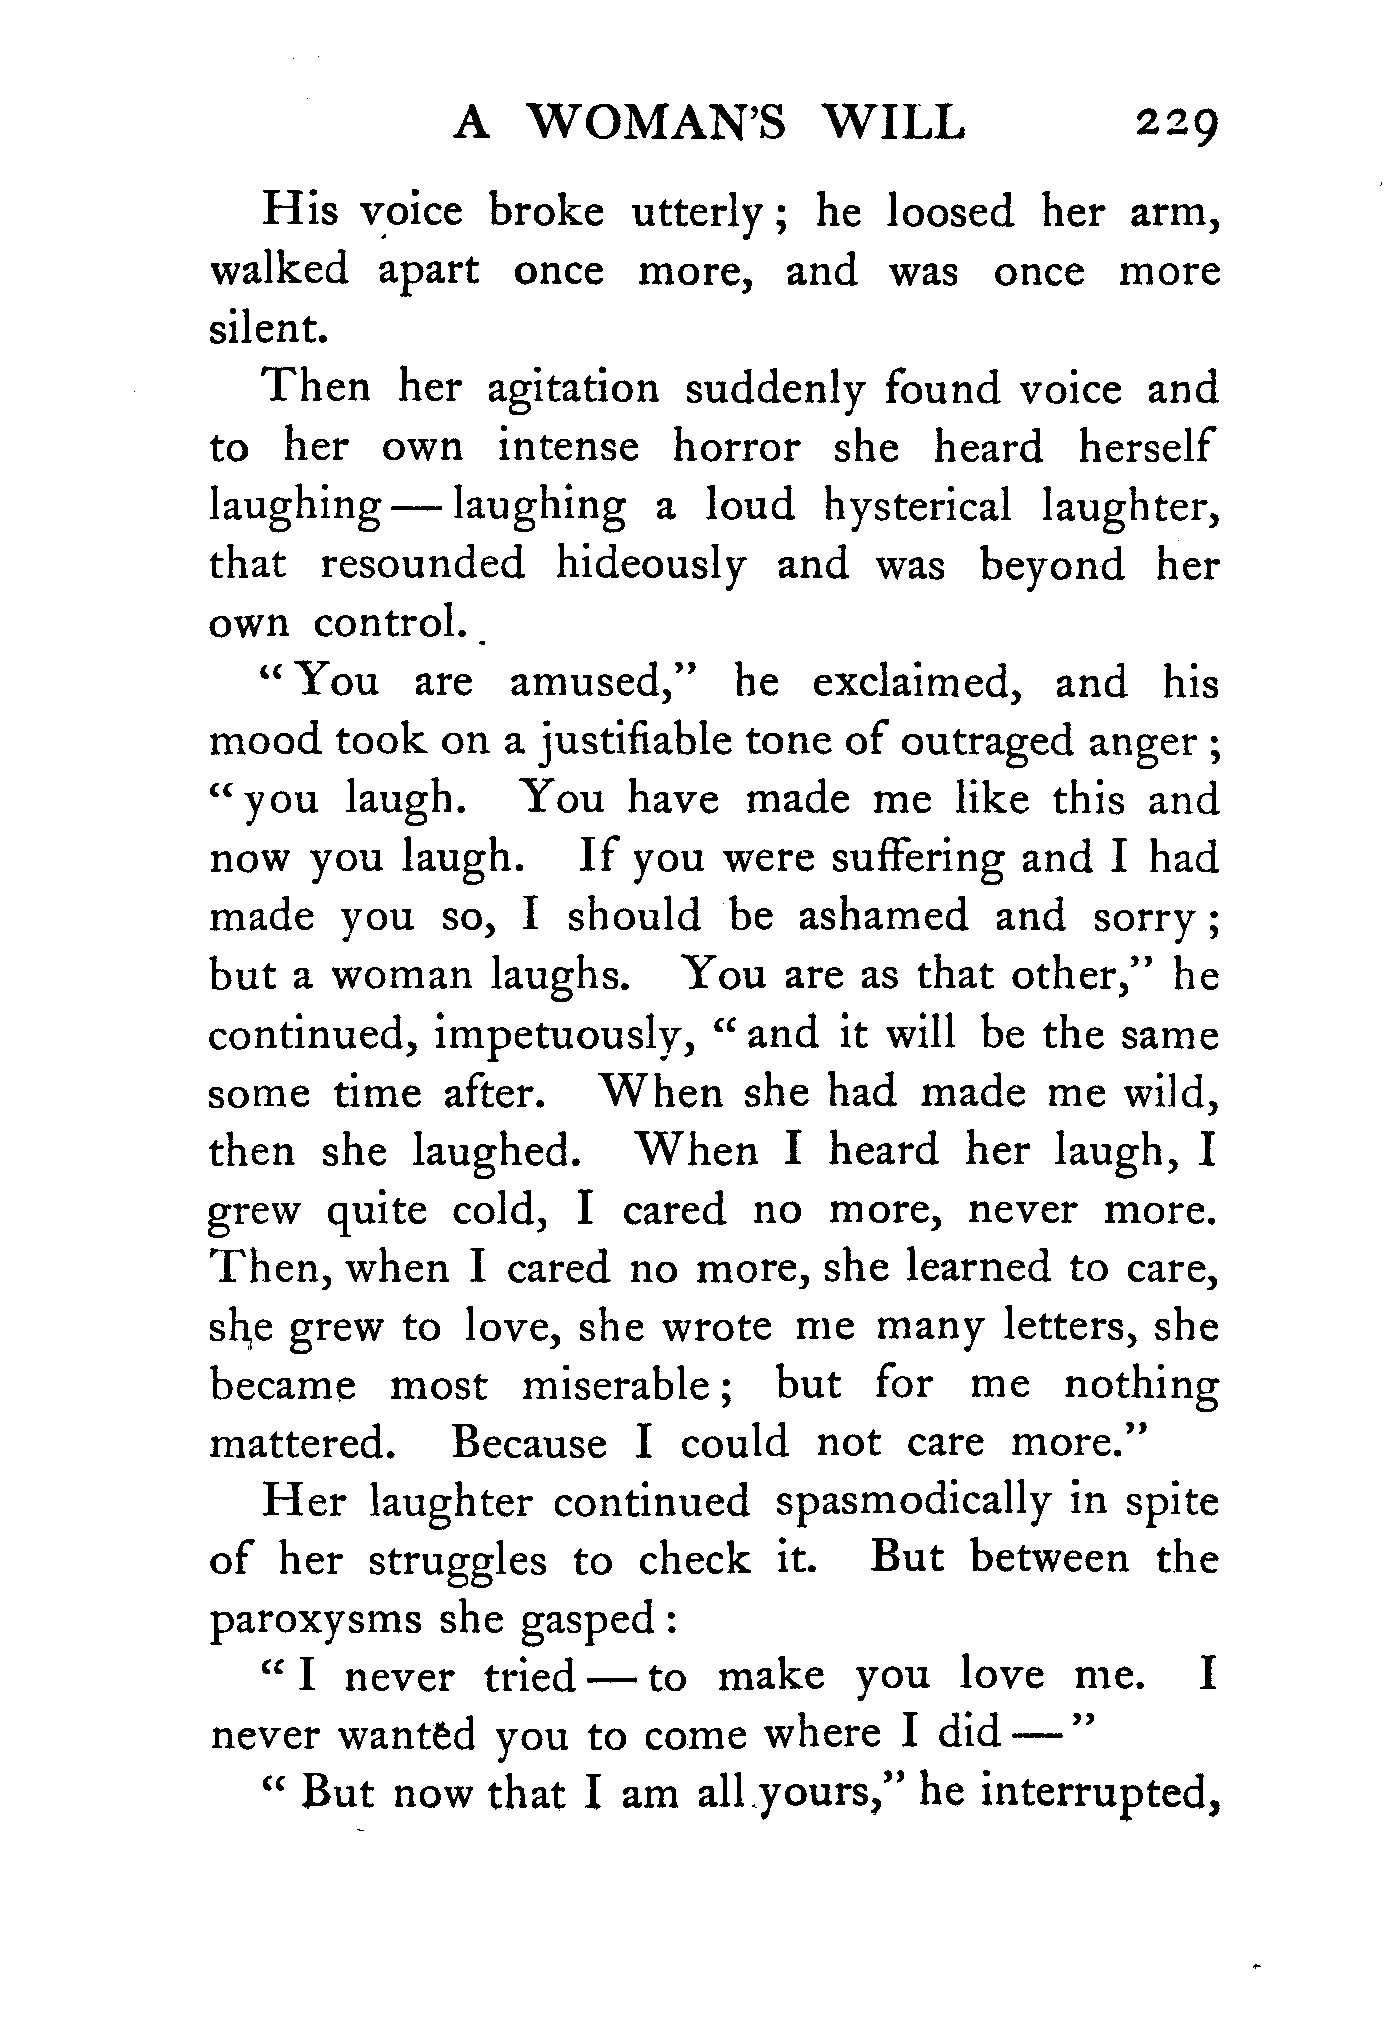 A WOMAN'S WILL 229
His voice broke utterly; he loosed her arm,
walked apart once more, and was once more
silent.
Then her agitation suddenly found voice and
to her own intense horror she heard herself
laughing — laughing a loud hysterical laughter,
that resounded hideously and was beyond her
own control.
"You are amused," he exclaimed, and his
mood took on a justifiable tone of outraged anger;
"you laugh. You have made me like this and
now you laugh. If you were suffering and I had
made you so, I should be ashamed and sorry;
but a woman laughs. You are as that other," he
continued, impetuously, "and it will be the same
some time after. When she had made me wild,
then she laughed. When I heard her laugh, I
grew quite cold, I cared no more, never more.
Then, when I cared no more, she learned to care,
she grew to love, she wrote me many letters, she
became most miserable; but for me nothing
mattered. Because I could not care more."
Her laughter continued spasmodically in spite
of her struggles to check it. But between the
paroxysms she gasped:
"I never tried — to make you love me. I
never wanted you to come where I did —"
"But now that I am all yours," he interrupted,